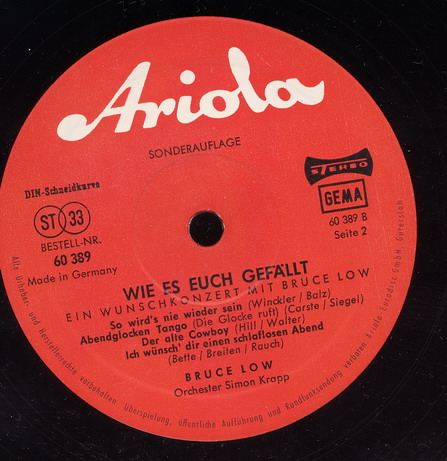 Ariola
SONDERAUFLAGE
DIN-Schneidkurve
ST 33
BESTELL-NR.
60 389
Made in Germany
STEREO
GEMA
60 389 B
Seite 2
WIE ES EUCH GEFÄLLT
EIN WUNSCHKONZERT MIT BRUCE LOW
So wird's nie wieder sein (Winckler / Balz)
Abendglocken Tango (Die Glocke ruft) (Carste / Siegel)
Der alte Cowboy (Hill / Walter)
Ich wünsch' dir einen schlaflosen Abend
(Bette / Breiten / Rauch)
BRUCE LOW
Orchester Simon Krapp
Alle Urheber- und Herstellerrechte vorbehalten. Überspielung, öffentliche Aufführung und Rundfunksendung verboten. Ariola Eurodisc GmbH. Gütersloh